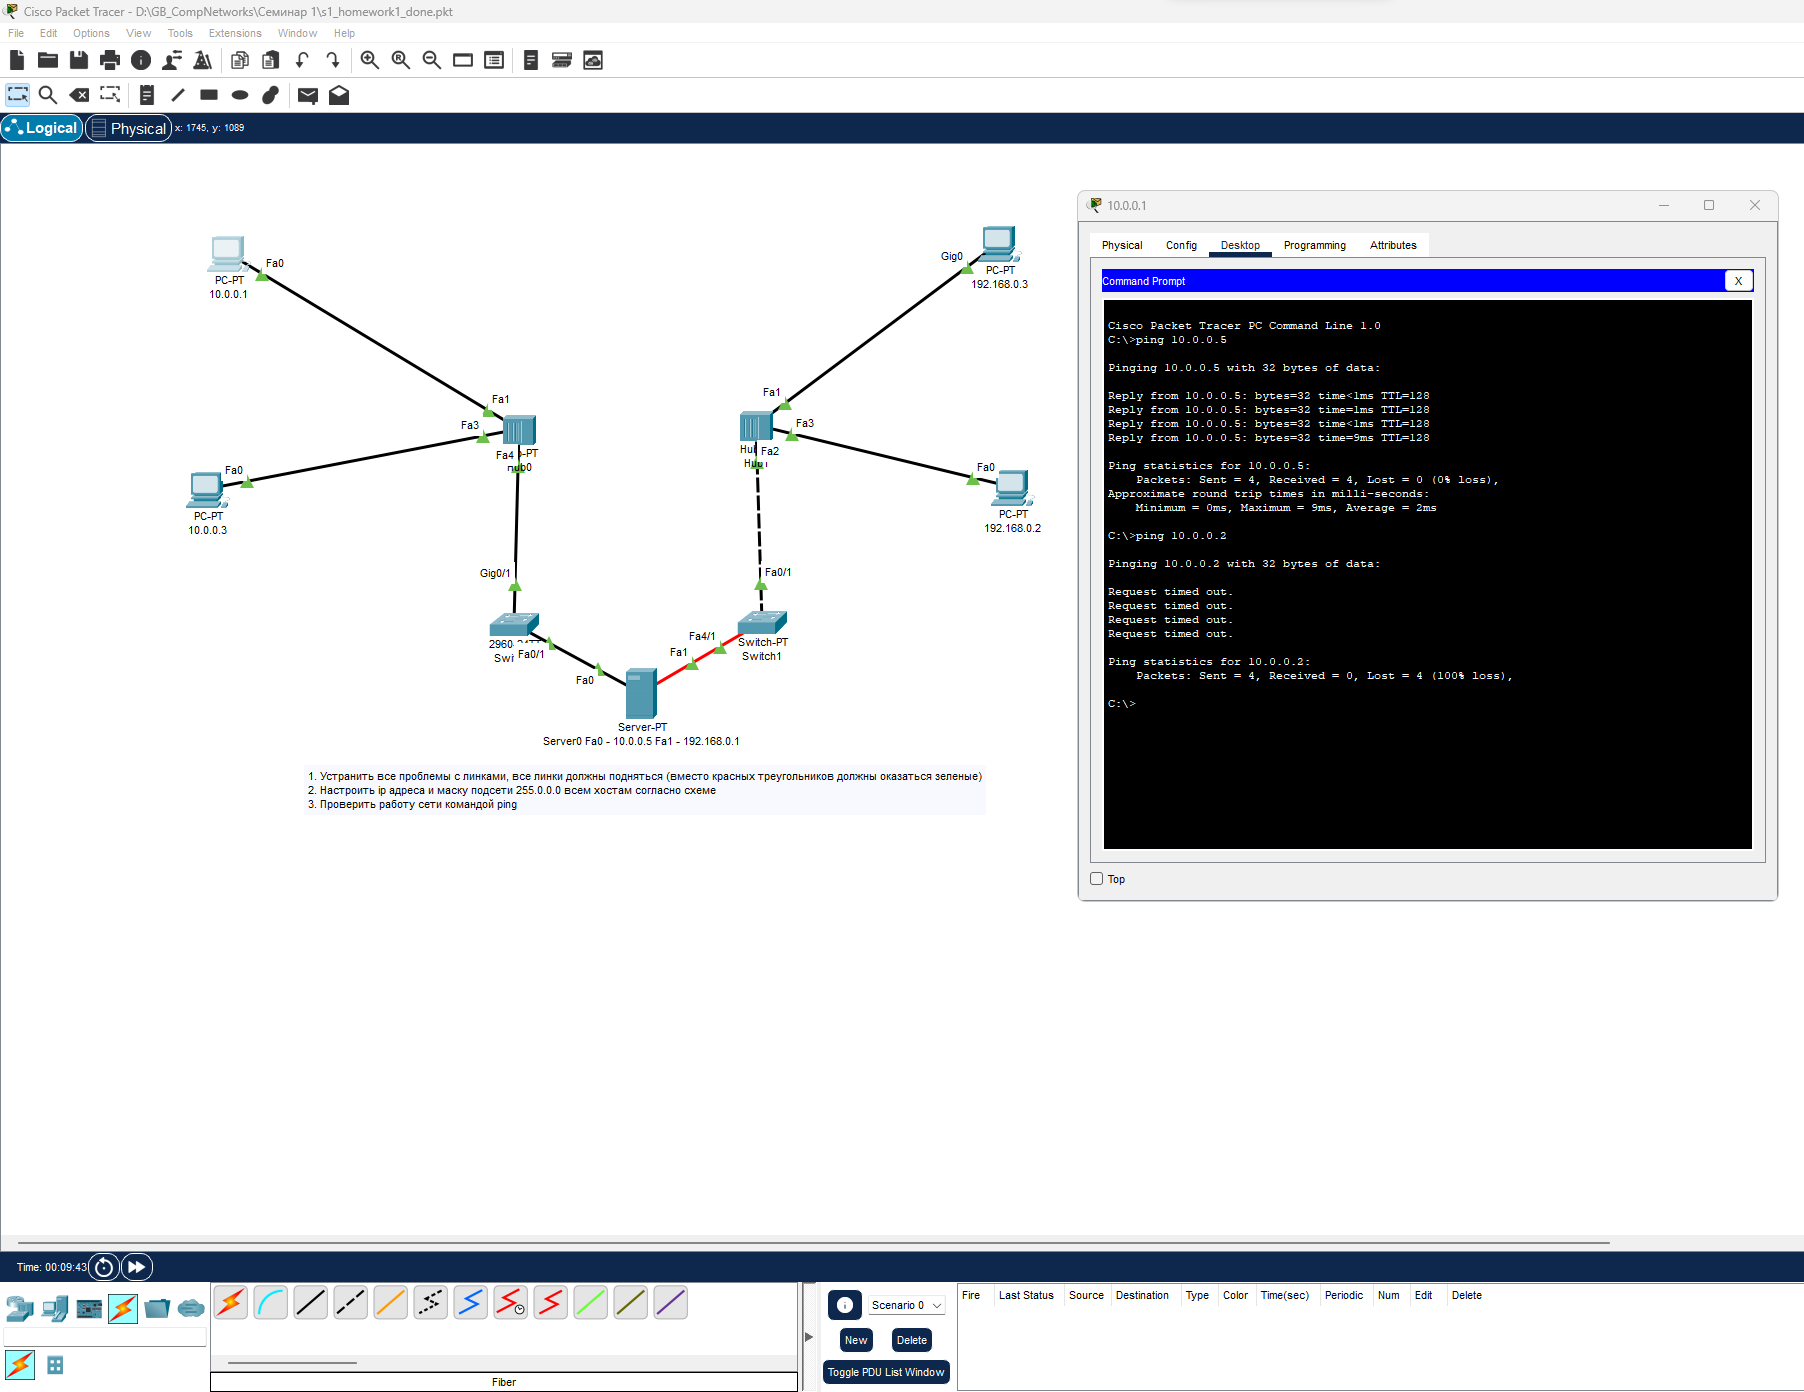 Cisco Packet Tracer - D:\GB_CompNetworks\Семинар 1\s1_homework1_done.pkt
File Edit Options View Tools Extensions Window Help
Logical Physical x: 1745, y: 1089
PC-PT
10.0.0.1
Fa0
Fa1
Fa3
Fa0
PC-PT
10.0.0.3
Fa4
-PT
Gig0/1
Fa0/1
Fa0
Gig0
PC-PT
192.168.0.3
Fa1
Fa3
Fa2
Fa0
PC-PT
192.168.0.2
Fa0/1
Switch-PT
Switch1
Fa4/1
Fa1
Server-PT
Server0 Fa0 - 10.0.0.5 Fa1 - 192.168.0.1
1. Устранить все проблемы с линками, все линки должны подняться (вместо красных треугольников должны оказаться зеленые)
2. Настроить ip адреса и маску подсети 255.0.0.0 всем хостам согласно схеме
3. Проверить работу сети командой ping
10.0.0.1
Physical Config Desktop Programming Attributes
Command Prompt
X
Cisco Packet Tracer PC Command Line 1.0
C:\>ping 10.0.0.5
Pinging 10.0.0.5 with 32 bytes of data:
Reply from 10.0.0.5: bytes=32 time<1ms TTL=128
Reply from 10.0.0.5: bytes=32 time=9ms TTL=128
Reply from 10.0.0.5: bytes=32 time<1ms TTL=128
Reply from 10.0.0.5: bytes=32 time=9ms TTL=128
Ping statistics for 10.0.0.5:
Packets: Sent = 4, Received = 4, Lost = 0 (0% loss),
Approximate round trip times in milli-seconds:
Minimum = 0ms, Maximum = 9ms, Average = 2ms
C:\>ping 10.0.0.2
Pinging 10.0.0.2 with 32 bytes of data:
Request timed out.
Request timed out.
Request timed out.
Request timed out.
Ping statistics for 10.0.0.2:
Packets: Sent = 4, Received = 0, Lost = 4 (100% loss),
C:\>
Top
Time: 00:09:43
Fiber
Scenario 0
New Delete
Toggle PDU List Window
Fire Last Status Source Destination Type Color Time(sec) Periodic Num Edit Delete